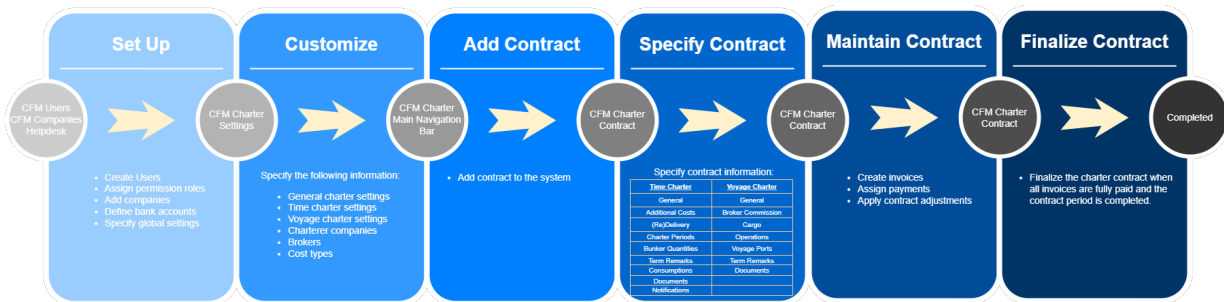 Set Up
Customize
Add Contract
Specify Contract
Maintain Contract
Finalize Contract
CFM Users
CFM Companies
Helpdesk
CFM Charter
Settings
CFM Charter
Main Navigation
Bar
CFM Charter
Contract
CFM Charter
Contract
CFM Charter
Contract
Completed
• Create Users
• Assign permission roles
• Add companies
• Define bank accounts
• Specify global settings
Specify the following information:
• General charter settings
• Time charter settings
• Voyage charter settings
• Charterer companies
• Brokers
• Cost types
• Add contract to the system
Specify contract information:
Time Charter Voyage Charter
General General
Additional Costs Broker Commission
(Re)Delivery Cargo
Charter Periods Operations
Bunker Quantities Voyage Ports
Term Remarks Term Remarks
Consumptions Documents
Documents
Notifications
• Create invoices
• Assign payments
• Apply contract adjustments
• Finalize the charter contract when
all invoices are fully paid and the
contract period is completed.